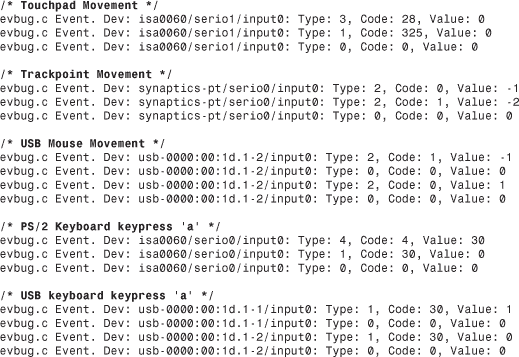 /* Touchpad Movement */
evbug.c Event. Dev: isa0060/serio1/input0: Type: 3, Code: 28, Value: 0
evbug.c Event. Dev: isa0060/serio1/input0: Type: 1, Code: 325, Value: 0
evbug.c Event. Dev: isa0060/serio1/input0: Type: 0, Code: 0, Value: 0
/* Trackpoint Movement */
evbug.c Event. Dev: synaptics-pt/serio0/input0: Type: 2, Code: 0, Value: -1
evbug.c Event. Dev: synaptics-pt/serio0/input0: Type: 2, Code: 1, Value: -2
evbug.c Event. Dev: synaptics-pt/serio0/input0: Type: 0, Code: 0, Value: 0
/* USB Mouse Movement */
evbug.c Event. Dev: usb-0000:00:1d.1-2/input0: Type: 2, Code: 1, Value: -1
evbug.c Event. Dev: usb-0000:00:1d.1-2/input0: Type: 0, Code: 0, Value: 0
evbug.c Event. Dev: usb-0000:00:1d.1-2/input0: Type: 2, Code: 0, Value: 1
evbug.c Event. Dev: usb-0000:00:1d.1-2/input0: Type: 0, Code: 0, Value: 0
/* PS/2 Keyboard keypress 'a' */
evbug.c Event. Dev: isa0060/serio0/input0: Type: 4, Code: 4, Value: 30
evbug.c Event. Dev: isa0060/serio0/input0: Type: 1, Code: 30, Value: 0
evbug.c Event. Dev: isa0060/serio0/input0: Type: 0, Code: 0, Value: 0
/* USB keyboard keypress 'a' */
evbug.c Event. Dev: usb-0000:00:1d.1-1/input0: Type: 1, Code: 30, Value: 1
evbug.c Event. Dev: usb-0000:00:1d.1-1/input0: Type: 0, Code: 0, Value: 0
evbug.c Event. Dev: usb-0000:00:1d.1-2/input0: Type: 1, Code: 30, Value: 0
evbug.c Event. Dev: usb-0000:00:1d.1-2/input0: Type: 0, Code: 0, Value: 0